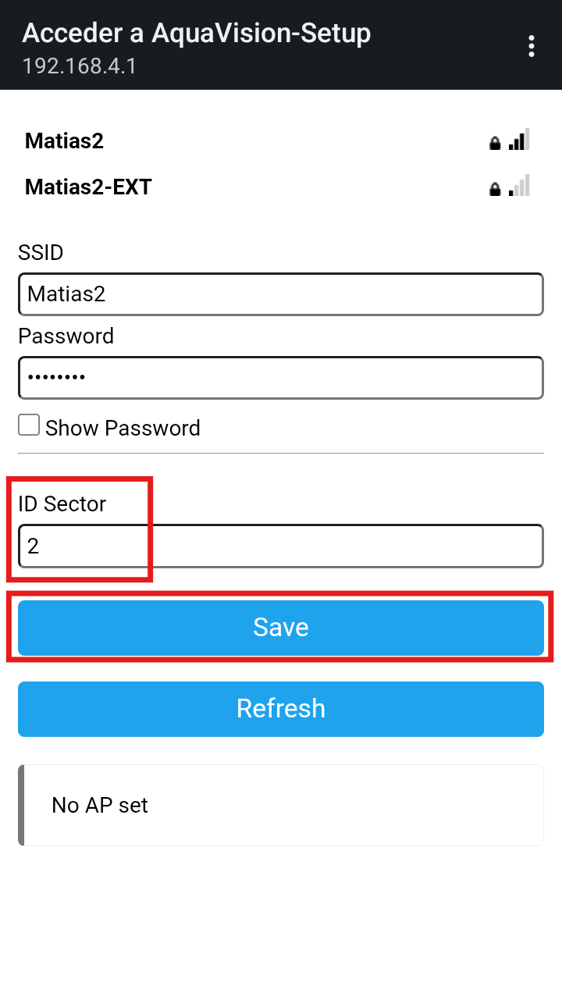 Acceder a AquaVision-Setup
192.168.4.1
Matias2
Matias2-EXT
SSID
Matias2
Password
••••••••
Show Password
ID Sector
2
Save
Refresh
No AP set